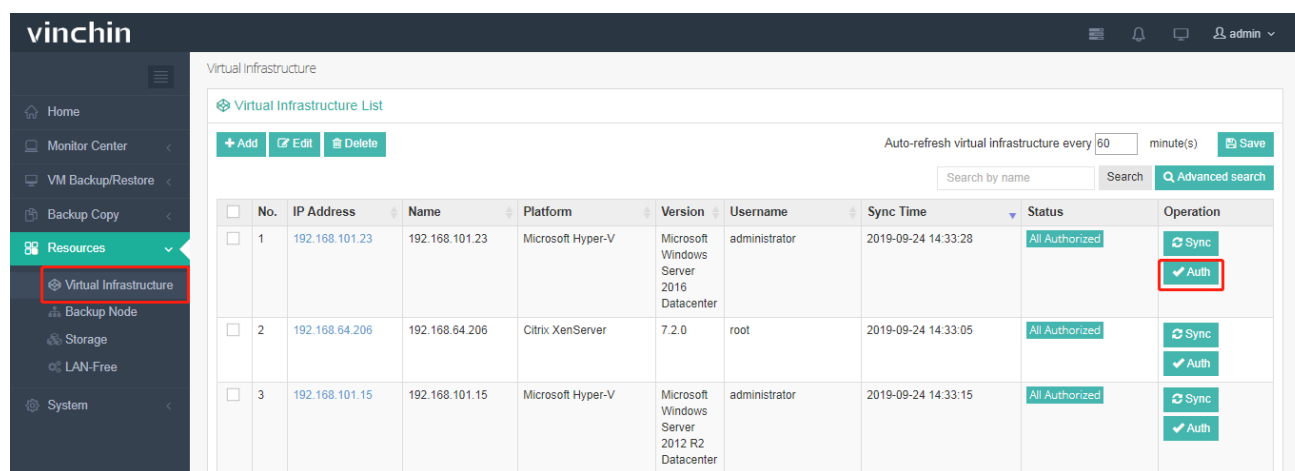 vinchin
admin
Virtual Infrastructure
Home
Monitor Center
VM Backup/Restore
Backup Copy
Resources
Virtual Infrastructure
Backup Node
Storage
LAN-Free
System
Virtual Infrastructure List
Add Edit Delete
Auto-refresh virtual infrastructure every 60 minute(s) Save
Search by name Search Advanced search
No. IP Address Name Platform Version Username Sync Time Status Operation
1 192.168.101.23 192.168.101.23 Microsoft Hyper-V Microsoft administrator 2019-09-24 14:33:28 All Authorized Sync
Windows
Server
2016
Datacenter
Auth
2 192.168.64.206 192.168.64.206 Citrix XenServer 7.2.0 root 2019-09-24 14:33:05 All Authorized Sync
Auth
3 192.168.101.15 192.168.101.15 Microsoft Hyper-V Microsoft administrator 2019-09-24 14:33:15 All Authorized Sync
Windows
Server
2012 R2
Datacenter
Auth